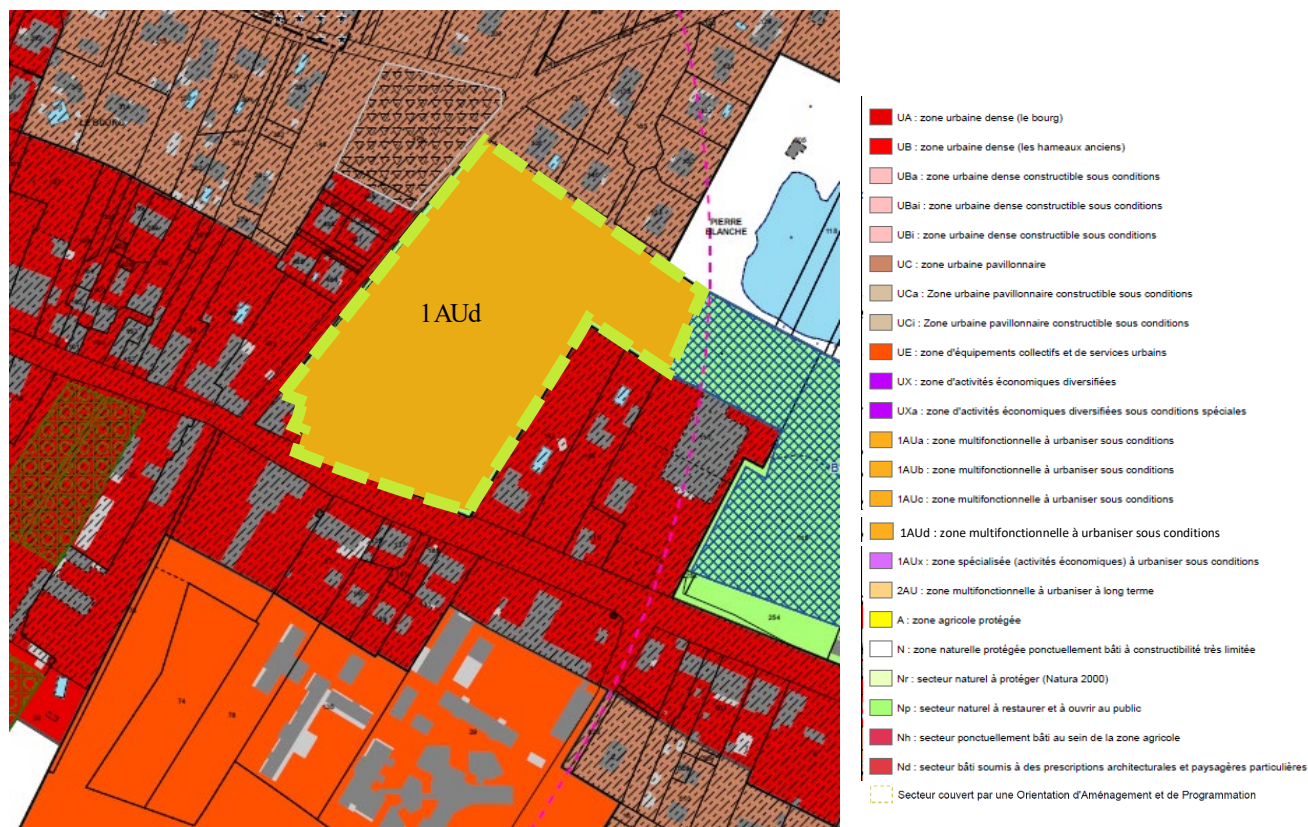 LE BOURG
1AUd
PIERRE
BLANCHE
118
74
78
39
254
UA : zone urbaine dense (le bourg)
UB : zone urbaine dense (les hameaux anciens)
UBa : zone urbaine dense constructible sous conditions
UBai : zone urbaine dense constructible sous conditions
UBi : zone urbaine dense constructible sous conditions
UC : zone urbaine pavillonnaire
UCa : Zone urbaine pavillonnaire constructible sous conditions
UCi : Zone urbaine pavillonnaire constructible sous conditions
UE : zone d'équipements collectifs et de services urbains
UX : zone d'activités économiques diversifiées
UXa : zone d'activités économiques diversifiées sous conditions spéciales
1AUa : zone multifonctionnelle à urbaniser sous conditions
1AUb : zone multifonctionnelle à urbaniser sous conditions
1AUc : zone multifonctionnelle à urbaniser sous conditions
1AUd : zone multifonctionnelle à urbaniser sous conditions
1AUx : zone spécialisée (activités économiques) à urbaniser sous conditions
2AU : zone multifonctionnelle à urbaniser à long terme
A : zone agricole protégée
N : zone naturelle protégée ponctuellement bâti à constructibilité très limitée
Nr : secteur naturel à protéger (Natura 2000)
Np : secteur naturel à restaurer et à ouvrir au public
Nh : secteur ponctuellement bâti au sein de la zone agricole
Nd : secteur bâti soumis à des prescriptions architecturales et paysagères particulières
Secteur couvert par une Orientation d'Aménagement et de Programmation